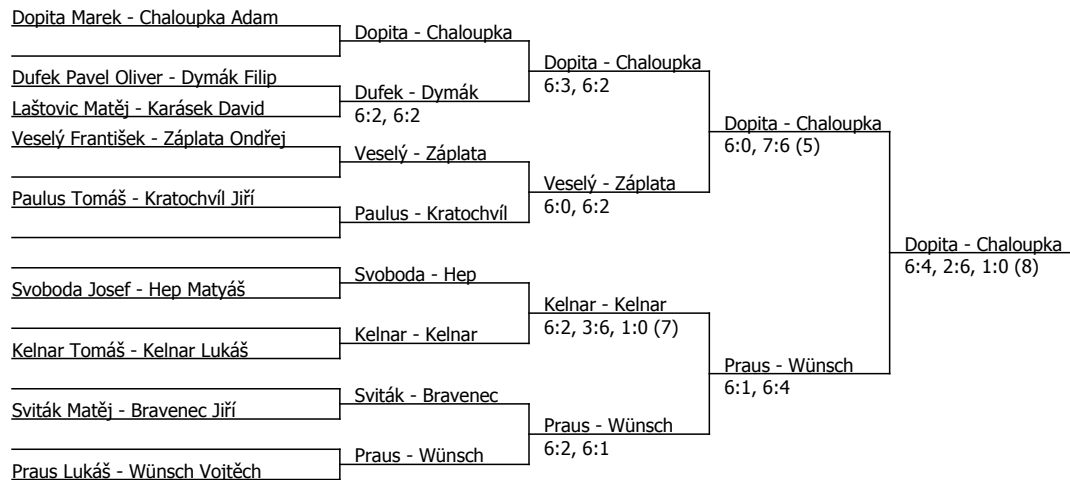 Dopita Marek - Chaloupka Adam
Dufek Pavel Oliver - Dymák Filip
Laštovic Matěj - Karásek David
Veselý František - Záplata Ondřej
Paulus Tomáš - Kratochvíl Jiří
Svoboda Josef - Hep Matyáš
Kelnar Tomáš - Kelnar Lukáš
Sviták Matěj - Bravenec Jiří
Praus Lukáš - Wünsch Vojtěch
Dopita - Chaloupka
Dufek - Dymák
6:2, 6:2
Veselý - Záplata
Paulus - Kratochvíl
Svoboda - Hep
Kelnar - Kelnar
Sviták - Bravenec
Praus - Wünsch
Dopita - Chaloupka
6:3, 6:2
Veselý - Záplata
6:0, 6:2
Kelnar - Kelnar
6:2, 3:6, 1:0 (7)
Praus - Wünsch
6:2, 6:1
Dopita - Chaloupka
6:0, 7:6 (5)
Praus - Wünsch
6:1, 6:4
Dopita - Chaloupka
6:4, 2:6, 1:0 (8)